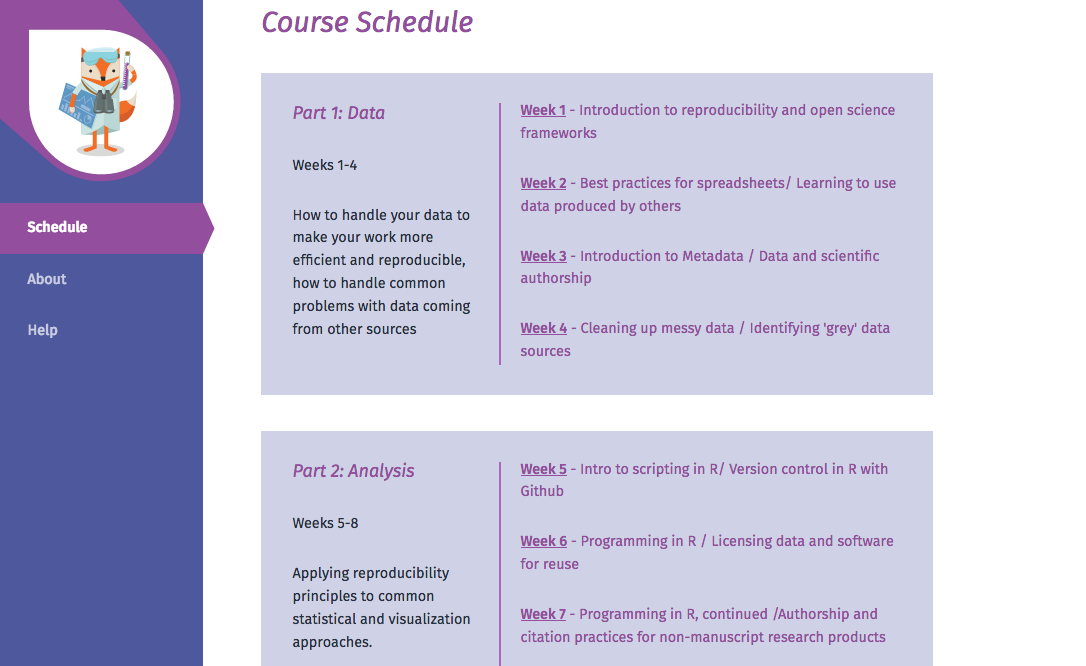 Course Schedule
Schedule
About
Help
Part 1: Data
Weeks 1-4
How to handle your data to
make your work more
efficient and reproducible,
how to handle common
problems with data coming
from other sources
Week 1 - Introduction to reproducibility and open science
frameworks
Week 2 - Best practices for spreadsheets/ Learning to use
data produced by others
Week 3 - Introduction to Metadata / Data and scientific
authorship
Week 4 - Cleaning up messy data / Identifying 'grey' data
sources
Part 2: Analysis
Weeks 5-8
Applying reproducibility
principles to common
statistical and visualization
approaches.
Week 5 - Intro to scripting in R/ Version control in R with
Github
Week 6 - Programming in R / Licensing data and software
for reuse
Week 7 - Programming in R, continued /Authorship and
citation practices for non-manuscript research products